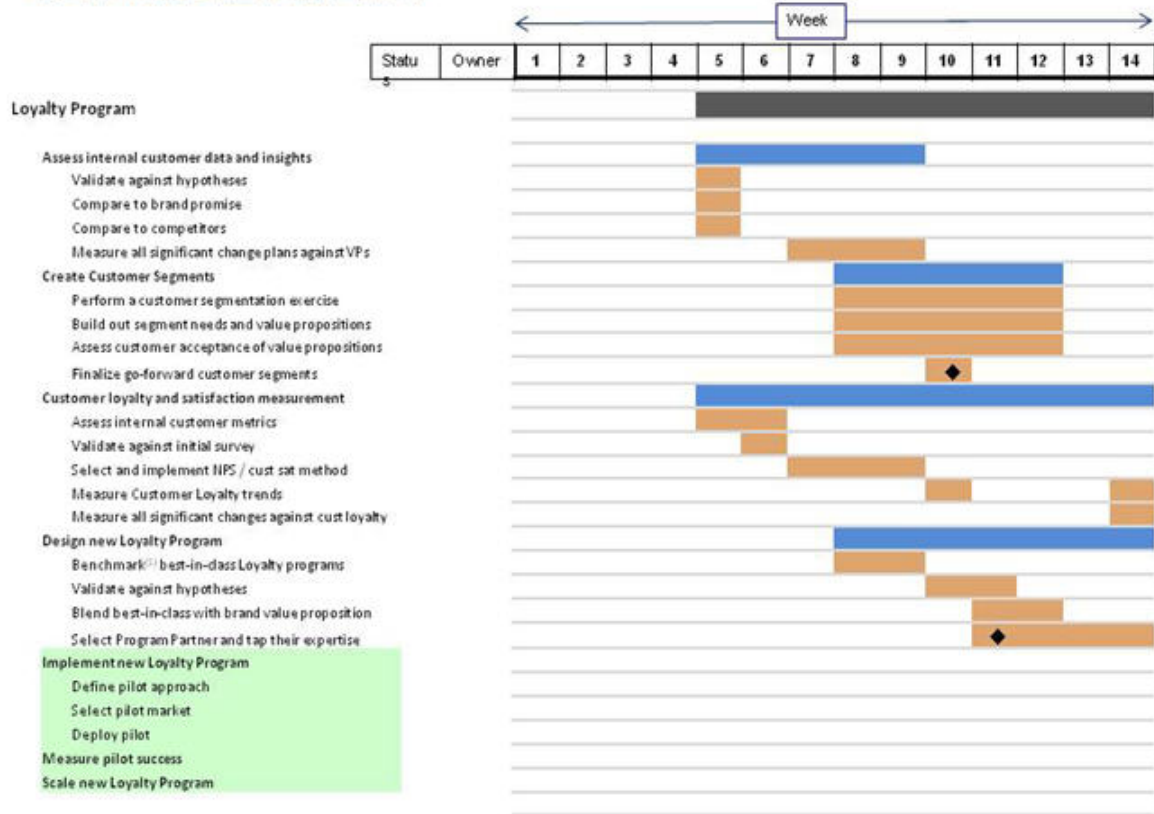 Week
Status Owner 1 2 3 4 5 6 7 8 9 10 11 12 13 14
Loyalty Program
Assess internal customer data and insights
Validate against hypotheses
Compare to brand promise
Compare to competitors
Measure all significant change plans against VPs
Create Customer Segments
Perform a customer segmentation exercise
Build out segment needs and value propositions
Assess customer acceptance of value propositions
Finalize go-forward customer segments
Customer loyalty and satisfaction measurement
Assess internal customer metrics
Validate against initial survey
Select and implement NPS / cust sat method
Measure Customer Loyalty trends
Measure all significant changes against cust loyalty
Design new Loyalty Program
Benchmark best-in-class Loyalty programs
Validate against hypotheses
Blend best-in-class with brand value proposition
Select Program Partner and tap their expertise
Implement new Loyalty Program
Define pilot approach
Select pilot market
Deploy pilot
Measure pilot success
Scale new Loyalty Program